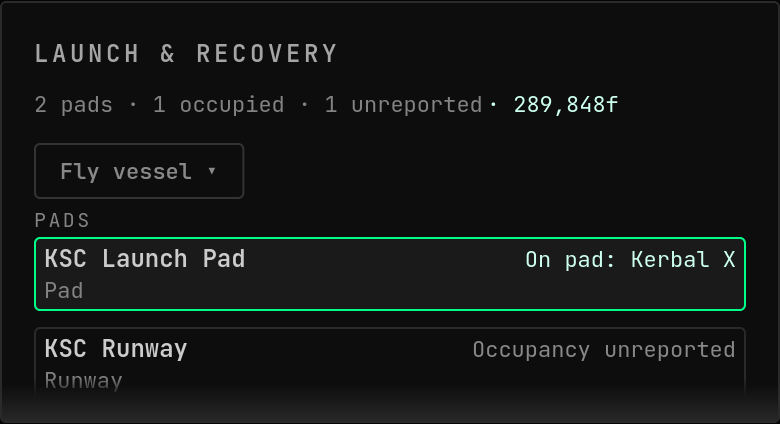 LAUNCH & RECOVERY
2 pads · 1 occupied · 1 unreported · 289,848f
Fly vessel ▾
PADS
KSC Launch Pad On pad: Kerbal X
Pad
KSC Runway Occupancy unreported
Runway